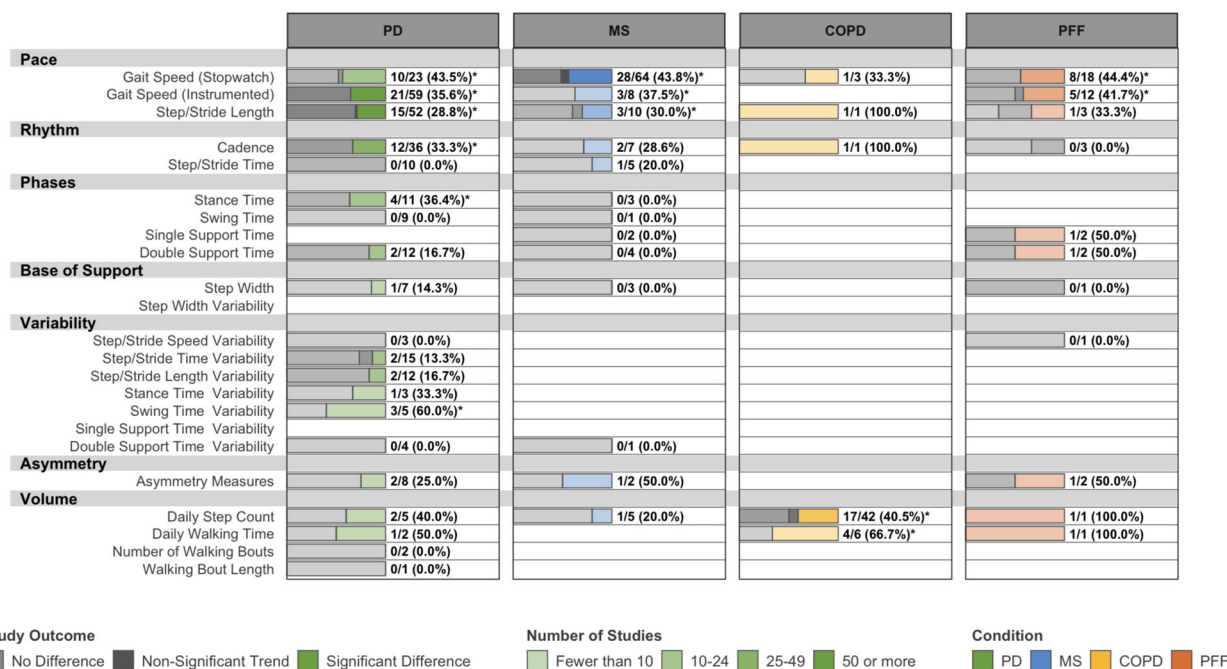 PD MS COPD PFF
Pace
Gait Speed (Stopwatch) 10/23 (43.5%)* 28/64 (43.8%)* 1/3 (33.3%) 8/18 (44.4%)*
Gait Speed (Instrumented) 21/59 (35.6%)* 3/8 (37.5%)* 5/12 (41.7%)*
Step/Stride Length 15/52 (28.8%)* 3/10 (30.0%)* 1/1 (100.0%) 1/3 (33.3%)
Rhythm
Cadence 12/36 (33.3%)* 2/7 (28.6%) 1/1 (100.0%) 0/3 (0.0%)
Step/Stride Time 0/10 (0.0%) 1/5 (20.0%)
Phases
Stance Time 4/11 (36.4%)* 0/3 (0.0%)
Swing Time 0/9 (0.0%) 0/1 (0.0%)
Single Support Time 0/2 (0.0%) 1/2 (50.0%)
Double Support Time 2/12 (16.7%) 0/4 (0.0%) 1/2 (50.0%)
Base of Support
Step Width 1/7 (14.3%) 0/3 (0.0%) 0/1 (0.0%)
Step Width Variability
Variability
Step/Stride Speed Variability 0/3 (0.0%) 0/1 (0.0%)
Step/Stride Time Variability 2/15 (13.3%)
Step/Stride Length Variability 2/12 (16.7%)
Stance Time Variability 1/3 (33.3%)
Swing Time Variability 3/5 (60.0%)*
Single Support Time Variability
Double Support Time Variability 0/4 (0.0%) 0/1 (0.0%)
Asymmetry
Asymmetry Measures 2/8 (25.0%) 1/2 (50.0%) 1/2 (50.0%)
Volume
Daily Step Count 2/5 (40.0%) 1/5 (20.0%) 17/42 (40.5%)* 1/1 (100.0%)
Daily Walking Time 1/2 (50.0%) 4/6 (66.7%)* 1/1 (100.0%)
Number of Walking Bouts 0/2 (0.0%)
Walking Bout Length 0/1 (0.0%)
udy Outcome Number of Studies Condition
No Difference Non-Significant Trend Significant Difference Fewer than 10 10-24 25-49 50 or more PD MS COPD PFF